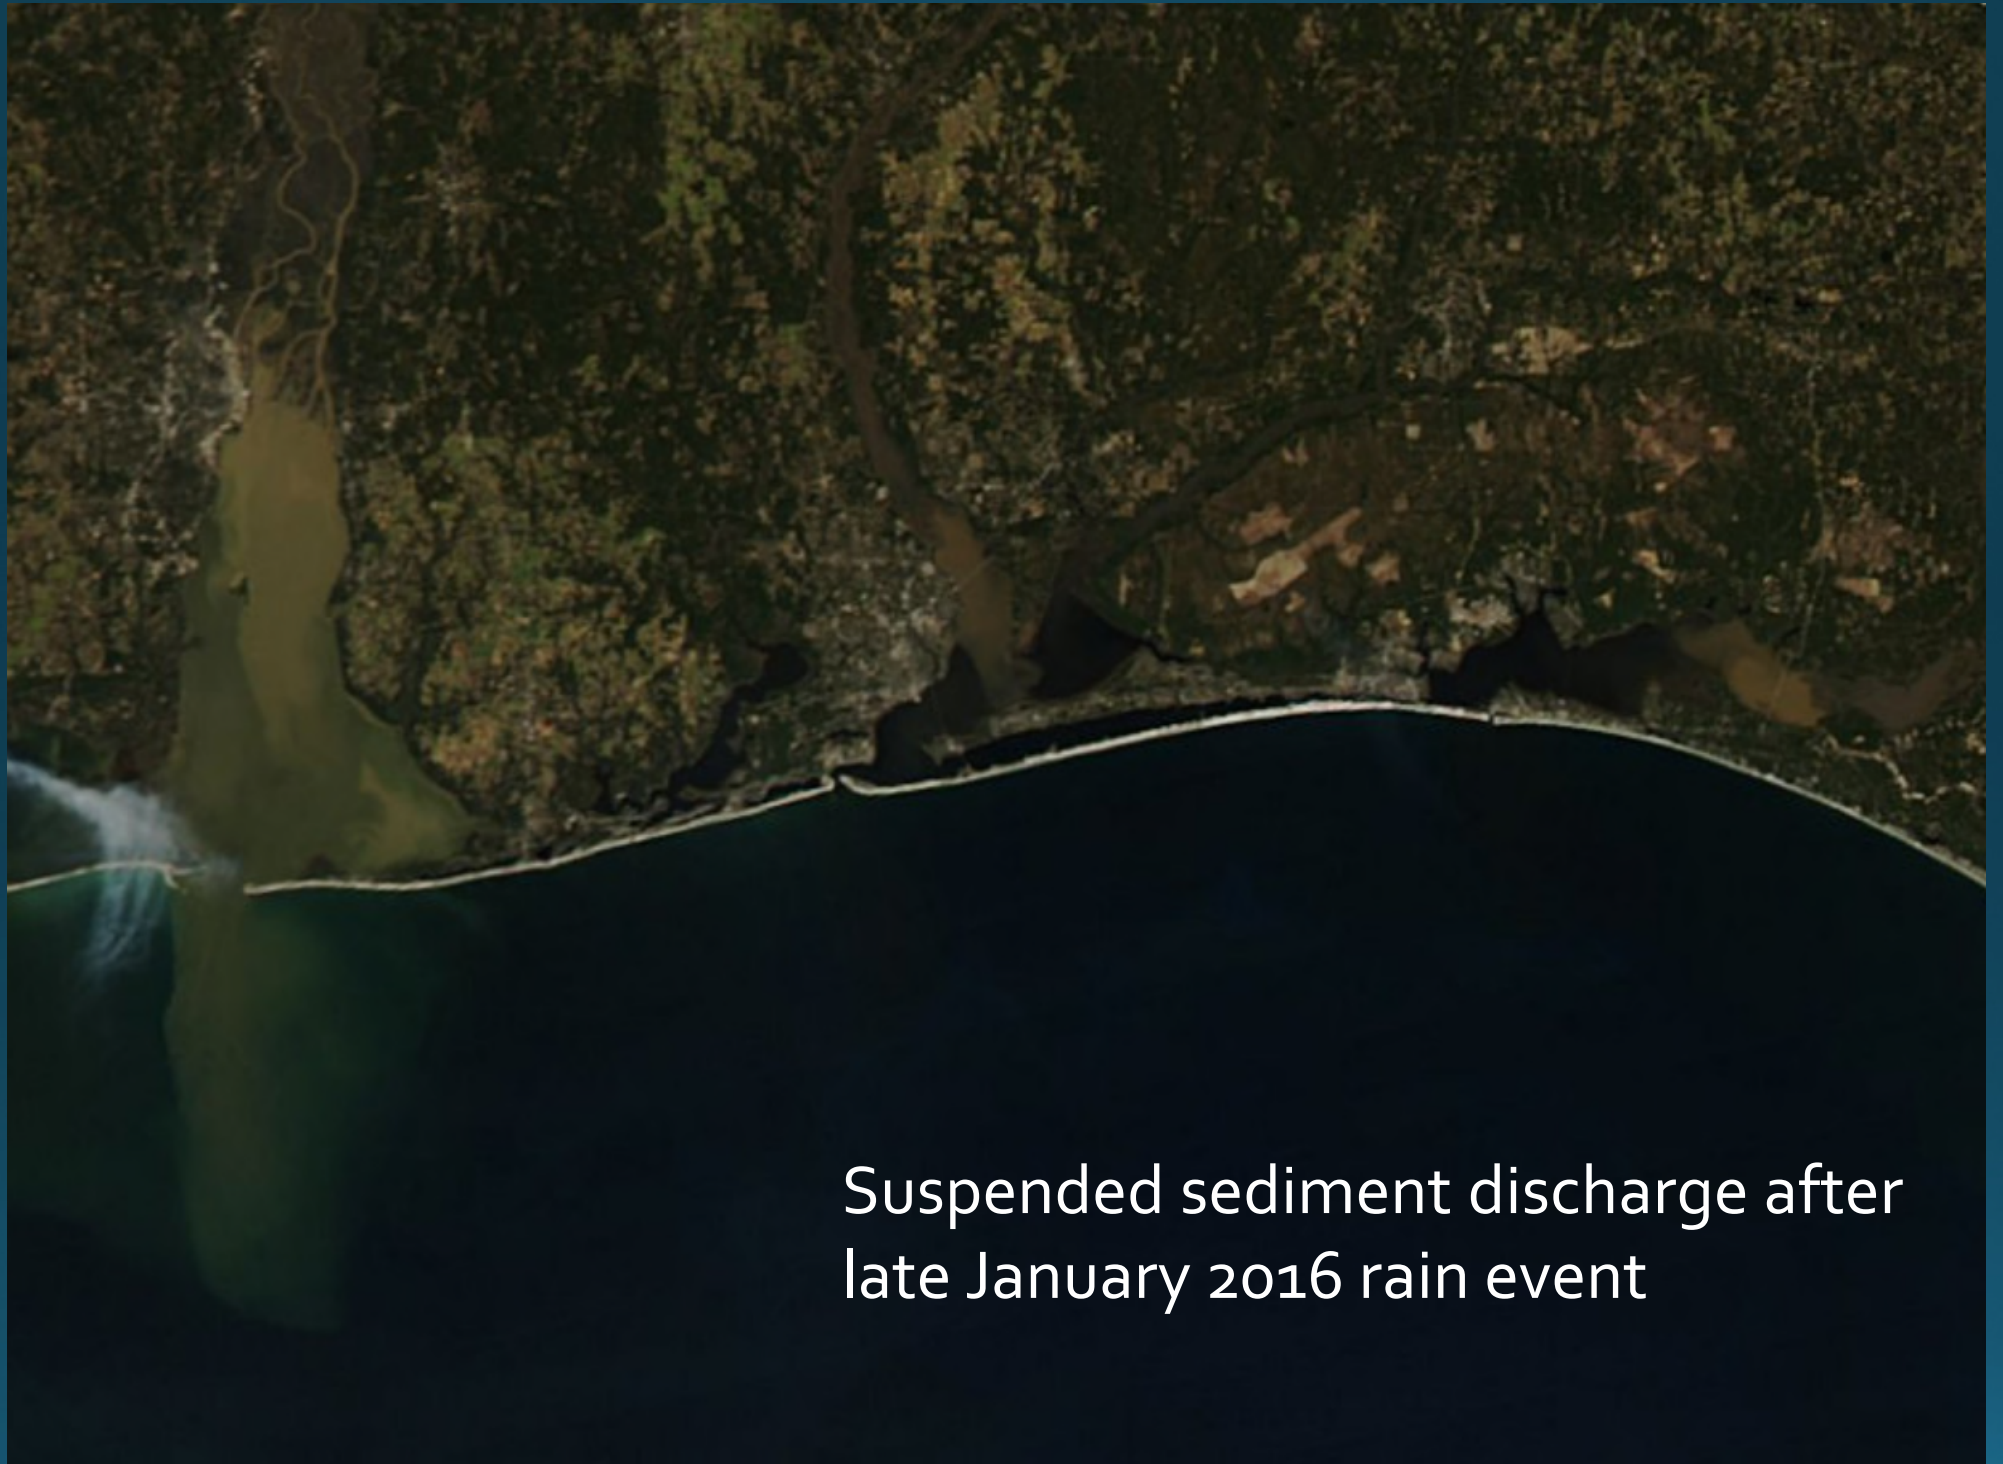 Suspended sediment discharge after
late January 2016 rain event